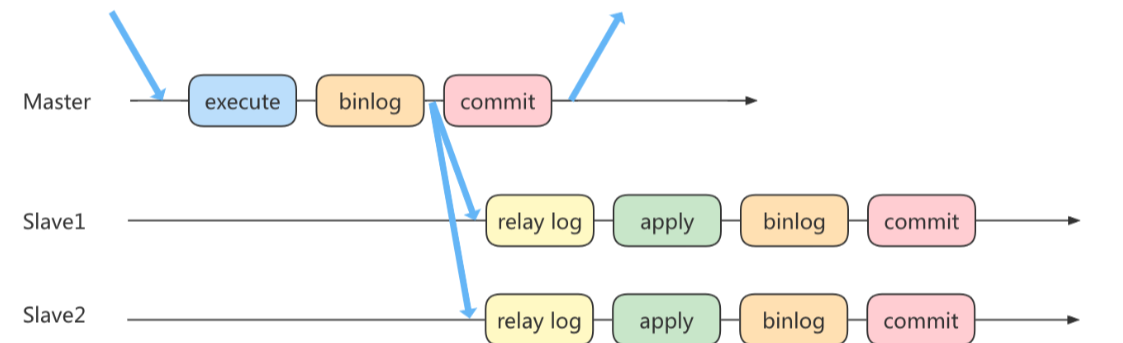 Master execute binlog commit
Slave1 relay log apply binlog commit
Slave2 relay log apply binlog commit